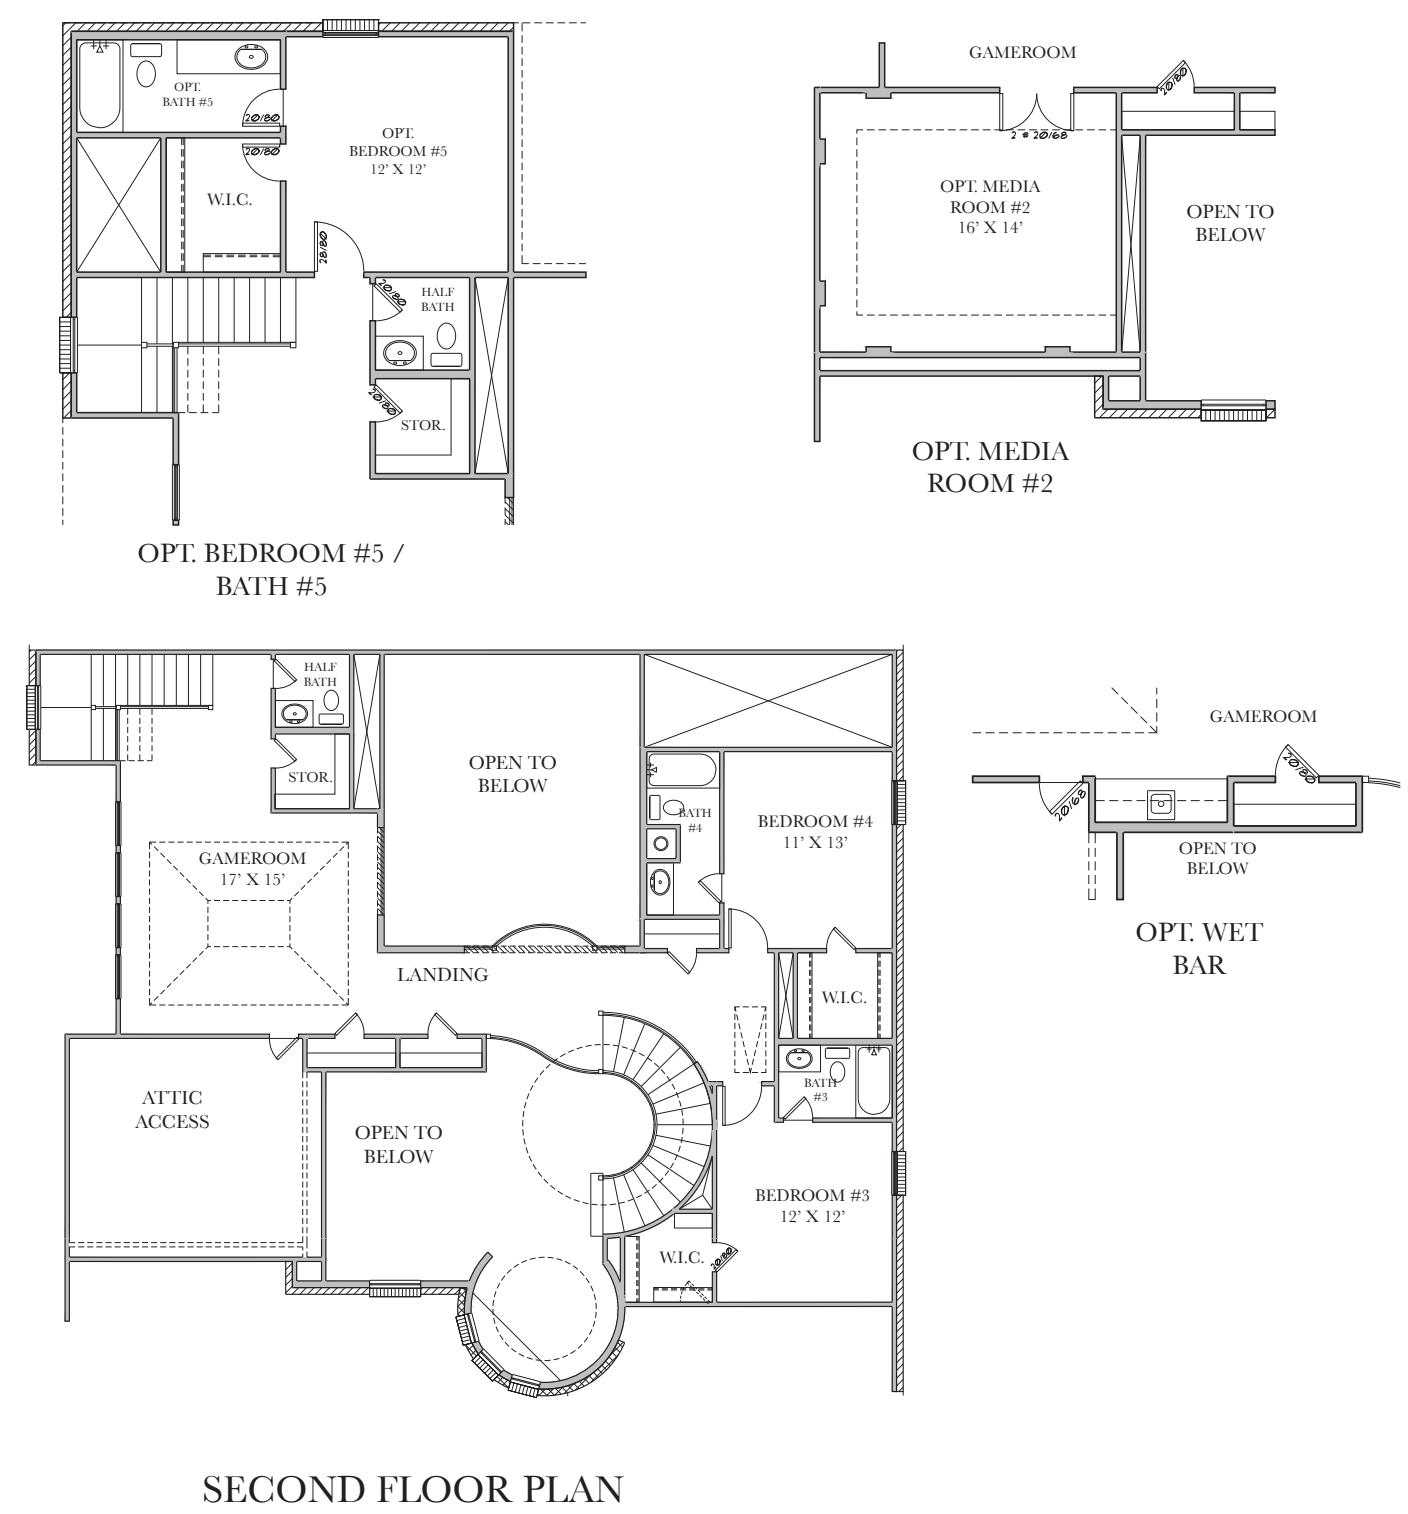 OPT.
BATH #5
20/80
20/80
OPT.
BEDROOM #5
12' X 12'
W.I.C.
28/80
20/80
HALF
BATH
20/80
STOR.
OPT. BEDROOM #5 /
BATH #5
GAMEROOM
20/80
2 # 20/68
OPT. MEDIA
ROOM #2
16' X 14'
OPEN TO
BELOW
OPT. MEDIA
ROOM #2
HALF
BATH
STOR.
OPEN TO
BELOW
BATH
#4
BEDROOM #4
11' X 13'
GAMEROOM
17' X 15'
LANDING
W.I.C.
ATTIC
ACCESS
OPEN TO
BELOW
BATH
#3
BEDROOM #3
12' X 12'
W.I.C.
20/80
GAMEROOM
20/68
20/80
OPEN TO
BELOW
OPT. WET
BAR
SECOND FLOOR PLAN